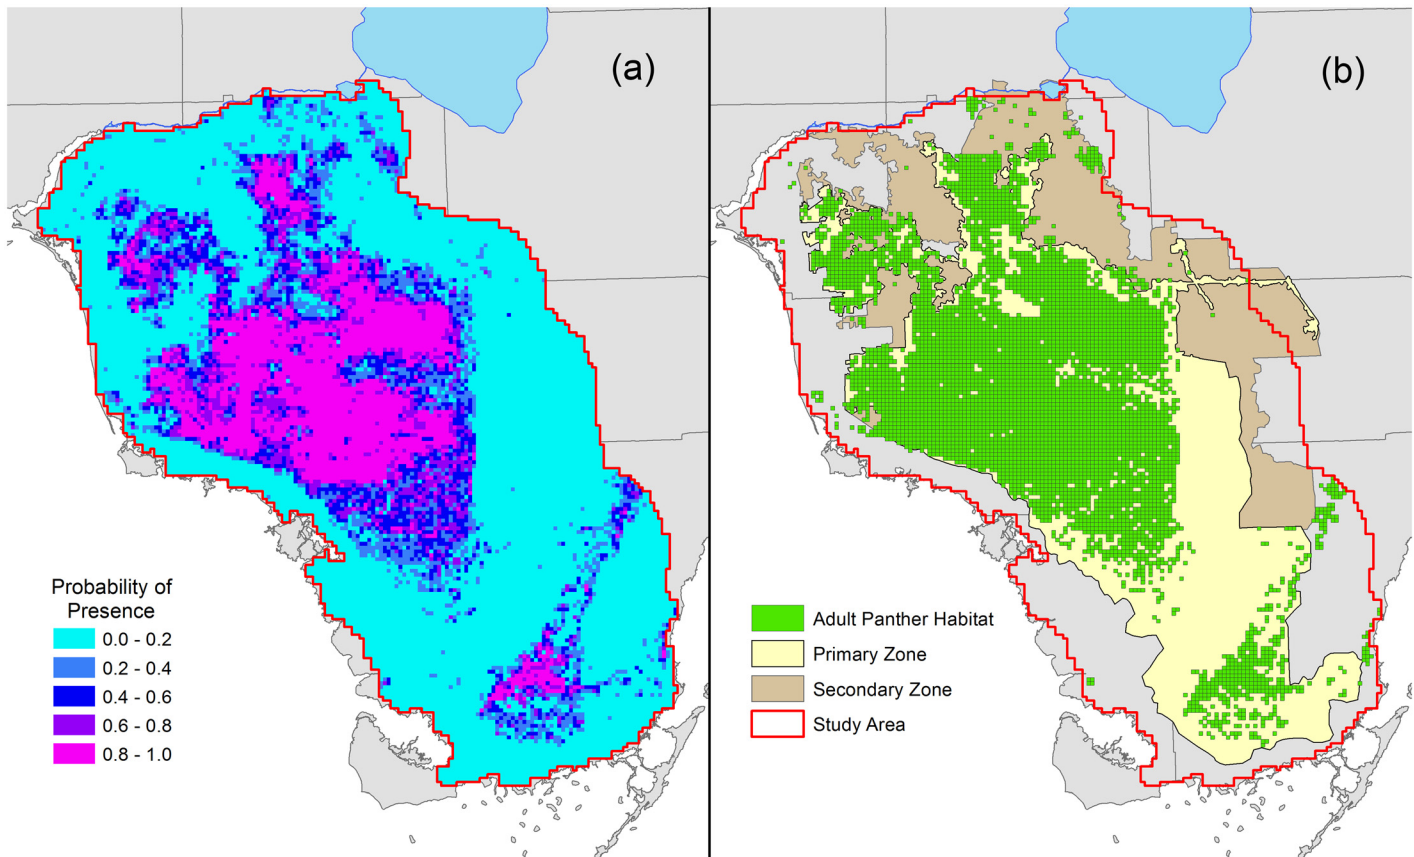 (a)
Probability of
Presence
0.0 - 0.2
0.2 - 0.4
0.4 - 0.6
0.6 - 0.8
0.8 - 1.0
(b)
Adult Panther Habitat
Primary Zone
Secondary Zone
Study Area